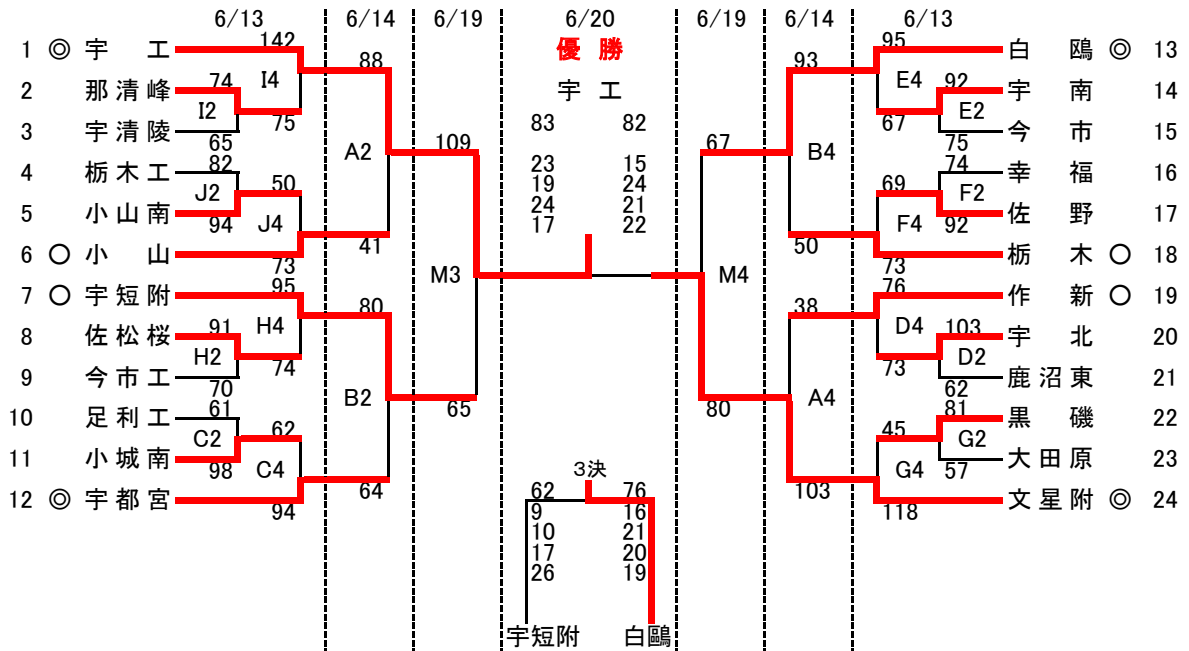 6/13 6/14 6/19 6/20 6/19 6/14 6/13
優勝
宇工
83 82
23 15
19 24
24 21
17 22
1 ◎ 宇工 142
I4 88
2 那清峰 74
I2 75
3 宇清陵 65
A2 109
4 栃木工 82
J2 50
5 小山南 94
J4 41
6 ○ 小山 73
M3
7 ○ 宇短附 95
H4 80
8 佐松桜 91
H2 74
9 今市工 70
B2 65
10 足利工 61
C2 62
11 小城南 98
C4 64
12 ◎ 宇都宮 94
95 白鴎 ◎ 13
93 E4
92 宇南 14
67 E2
75 今市 15
67 B4
74 幸福 16
69 F2
92 佐野 17
50 F4
73 栃木 ○ 18
M4
76 作新 ○ 19
38 D4
103 宇北 20
73 D2
62 鹿沼東 21
80 A4
81 黒磯 22
45 G2
57 大田原 23
103 G4
118 文星附 ◎ 24
3決
62 76
9 16
10 21
17 20
26 19
宇短附 白鷗